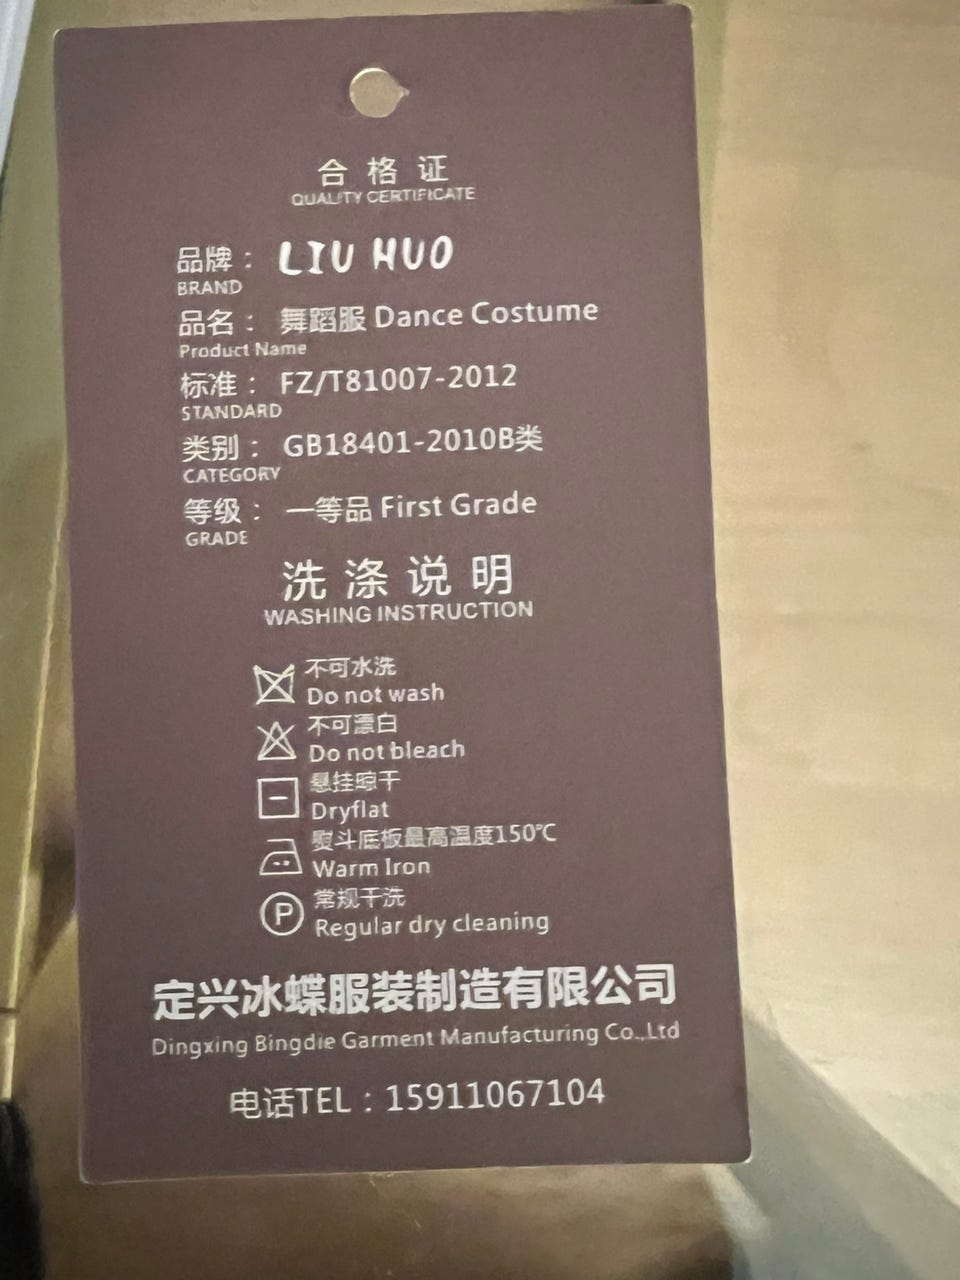 合格证
QUALITY CERTIFICATE
品牌： LIU HUO
BRAND
品名： 舞蹈服 Dance Costume
Product Name
标准： FZ/T81007-2012
STANDARD
类别： GB18401-2010B类
CATEGORY
等级： 一等品 First Grade
GRADE
洗涤说明
WASHING INSTRUCTION
不可水洗
Do not wash
不可漂白
Do not bleach
悬挂晾干
Dryflat
熨斗底板最高温度150℃
Warm Iron
P
常规干洗
Regular dry cleaning
定兴冰蝶服装制造有限公司
Dingxing Bingdie Garment Manufacturing Co.,Ltd
电话TEL：15911067104